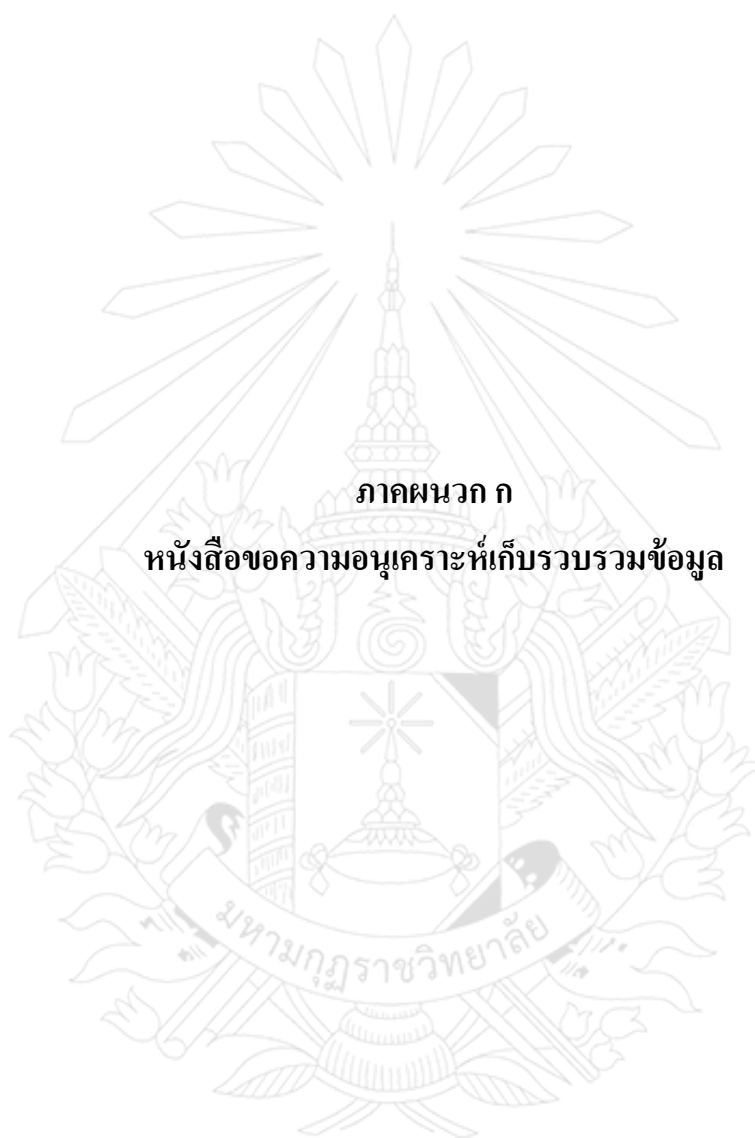 ภาคผนวก ก
หนังสือขอความอนุเคราะห์เก็บรวบรวมข้อมูล
มหามกุฏราชวิทยาลัย